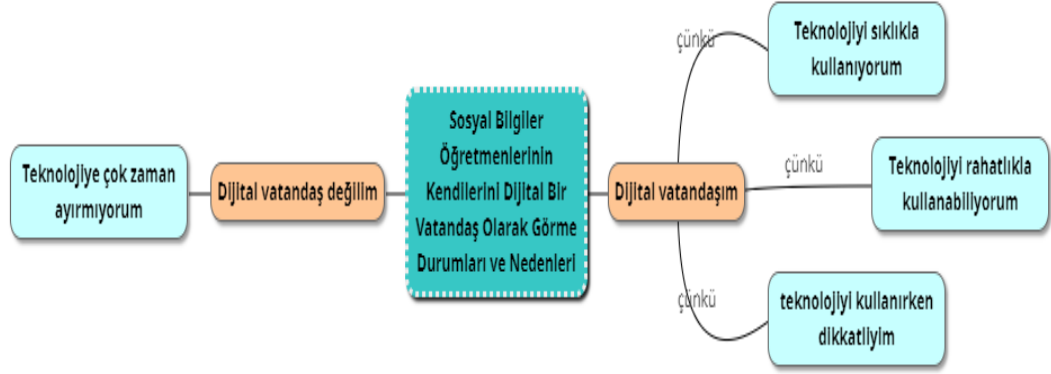 Teknolojiye çok zaman
ayırmıyorum
Dijital vatandaş değilim
Sosyal Bilgiler
Öğretmenlerinin
Kendilerini Dijital Bir
Vatandaş Olarak Görme
Durumları ve Nedenleri
Dijital vatandaşım
çünkü
Teknolojiyi sıklıkla
kullanıyorum
çünkü
Teknolojiyi rahatlıkla
kullanabiliyorum
çünkü
teknolojiyi kullanırken
dikkatliyim